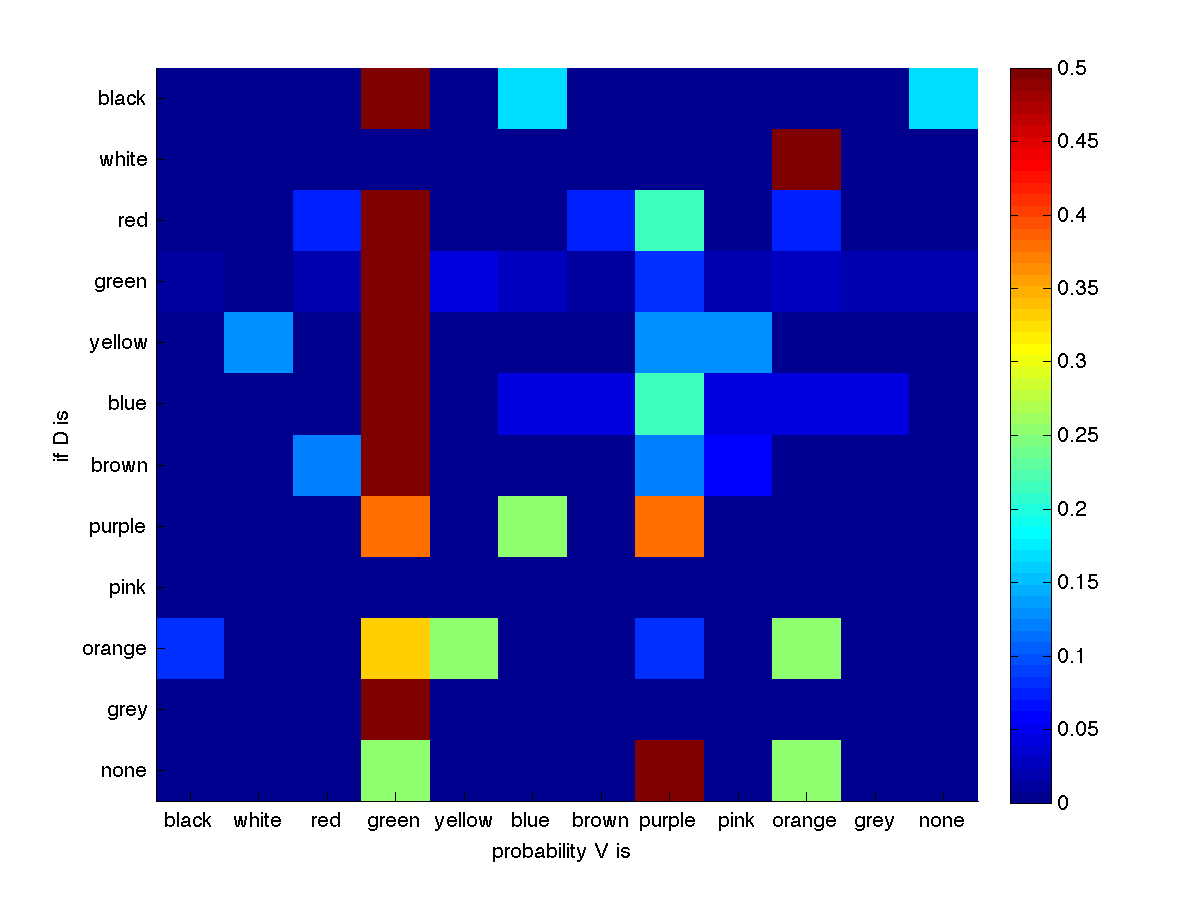 black
white
red
green
yellow
blue
brown
purple
pink
orange
grey
none
if D is
black white red green yellow blue brown purple pink orange grey none
probability V is
0.5
0.45
0.4
0.35
0.3
0.25
0.2
0.15
0.1
0.05
0